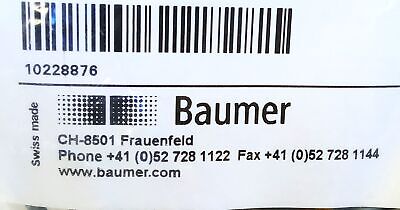 10228876
Swiss made
Baumer
CH-8501 Frauenfeld
Phone +41 (0)52 728 1122 Fax +41 (0)52 728 1144
www.baumer.com